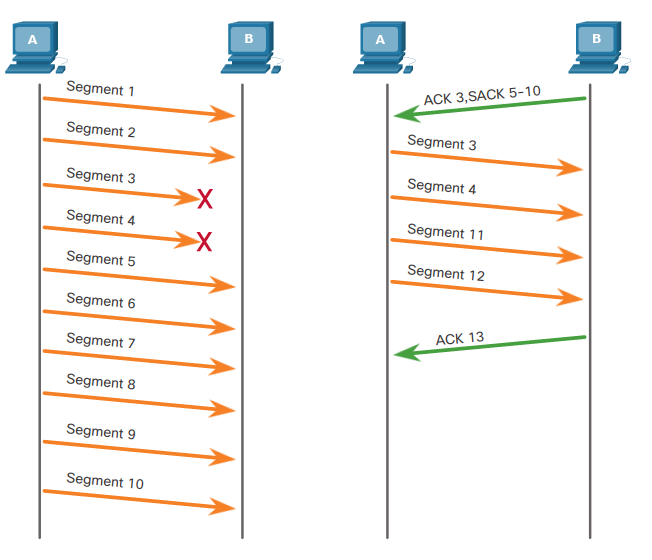 A
B
Segment 1
Segment 2
Segment 3
X
Segment 4
X
Segment 5
Segment 6
Segment 7
Segment 8
Segment 9
Segment 10
A
B
ACK 3,SACK 5-10
Segment 3
Segment 4
Segment 11
Segment 12
ACK 13